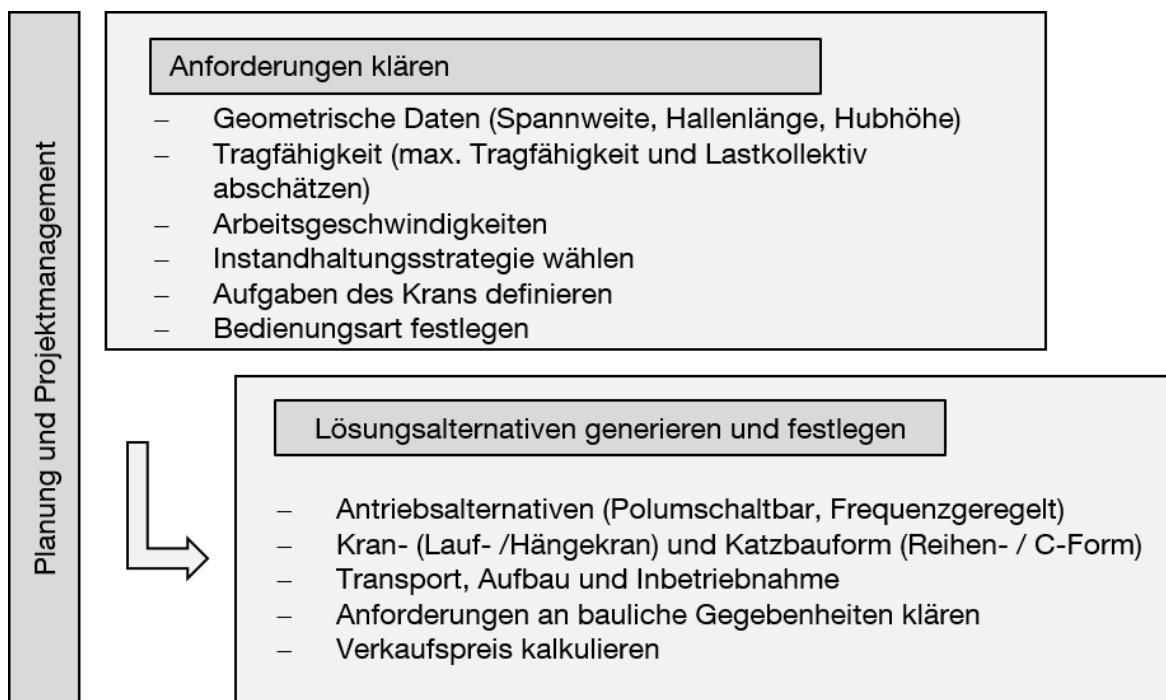 Planung und Projektmanagement
Anforderungen klären
– Geometrische Daten (Spannweite, Hallenlänge, Hubhöhe)
– Tragfähigkeit (max. Tragfähigkeit und Lastkollektiv
abschätzen)
– Arbeitsgeschwindigkeiten
– Instandhaltungsstrategie wählen
– Aufgaben des Krans definieren
– Bedienungsart festlegen
Lösungsalternativen generieren und festlegen
– Antriebsalternativen (Polumschaltbar, Frequenzgeregelt)
– Kran- (Lauf- /Hängekran) und Katzbauform (Reihen- / C-Form)
– Transport, Aufbau und Inbetriebnahme
– Anforderungen an bauliche Gegebenheiten klären
– Verkaufspreis kalkulieren